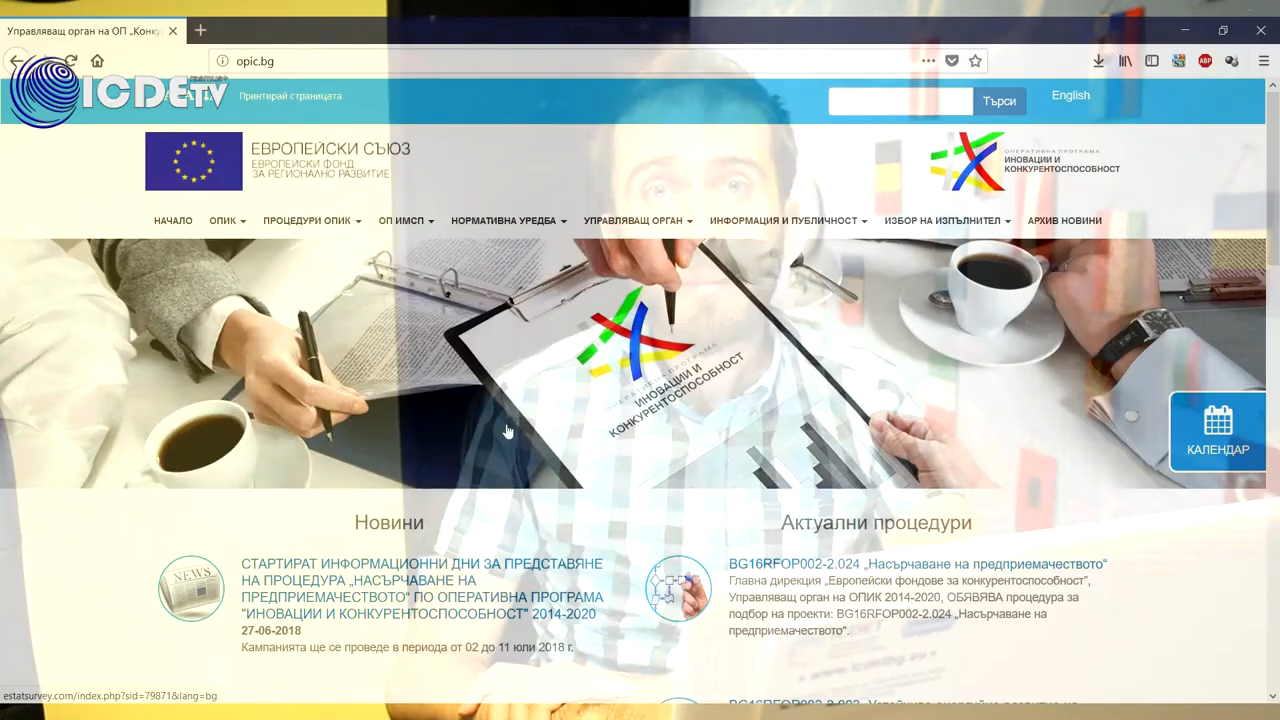 Управляващ орган на ОП „Конку
opic.bg
ICDE TV
Принтирай страницата
Търси
English
ЕВРОПЕЙСКИ СЪЮЗ
ЕВРОПЕЙСКИ ФОНД
ЗА РЕГИОНАЛНО РАЗВИТИЕ
ОПЕРАТИВНА ПРОГРАМА
ИНОВАЦИИ И
КОНКУРЕНТОСПОСОБНОСТ
НАЧАЛО ОПИК ПРОЦЕДУРИ ОПИК ОП ИМСП НОРМАТИВНА УРЕДБА УПРАВЛЯВАЩ ОРГАН ИНФОРМАЦИЯ И ПУБЛИЧНОСТ ИЗБОР НА ИЗПЪЛНИТЕЛ АРХИВ НОВИНИ
ОПЕРАТИВНА ПРОГРАМА
ИНОВАЦИИ И
КОНКУРЕНТОСПОСОБНОСТ
КАЛЕНДАР
Новини
NEWS
СТАРТИРАТ ИНФОРМАЦИОННИ ДНИ ЗА ПРЕДСТАВЯНЕ
НА ПРОЦЕДУРА „НАСЪРЧАВАНЕ НА
ПРЕДПРИЕМАЧЕСТВОТО“ ПО ОПЕРАТИВНА ПРОГРАМА
"ИНОВАЦИИ И КОНКУРЕНТОСПОСОБНОСТ" 2014-2020
27-06-2018
Кампанията ще се проведе в периода от 02 до 11 юли 2018 г.
Актуални процедури
BG16RFOP002-2.024 „Насърчаване на предприемачеството“
Главна дирекция „Европейски фондове за конкурентоспособност“,
Управляващ орган на ОПИК 2014-2020, ОБЯВЯВА процедура за
подбор на проекти: BG16RFOP002-2.024 „Насърчаване на
предприемачеството“.
estatsurvey.com/index.php?sid=79871&lang=bg